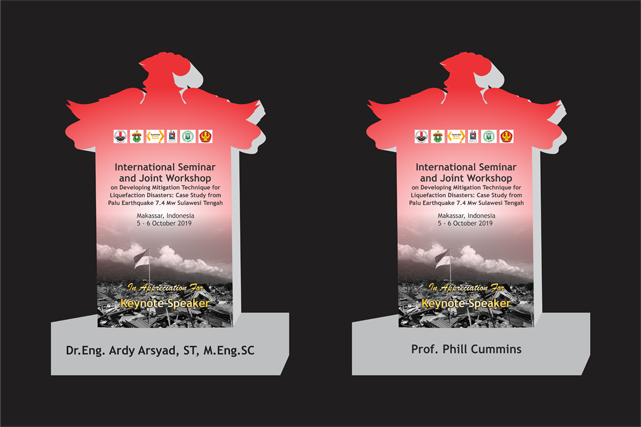 International Seminar
and Joint Workshop
on Developing Mitigation Technique for
Liquefaction Disasters: Case Study from
Palu Earthquake 7.4 Mw Sulawesi Tengah
Makassar, Indonesia
5 - 6 October 2019
In Appreciation For
Keynote Speaker
Dr.Eng. Ardy Arsyad, ST, M.Eng.SC
International Seminar
and Joint Workshop
on Developing Mitigation Technique for
Liquefaction Disasters: Case Study from
Palu Earthquake 7.4 Mw Sulawesi Tengah
Makassar, Indonesia
5 - 6 October 2019
In Appreciation For
Keynote Speaker
Prof. Phill Cummins